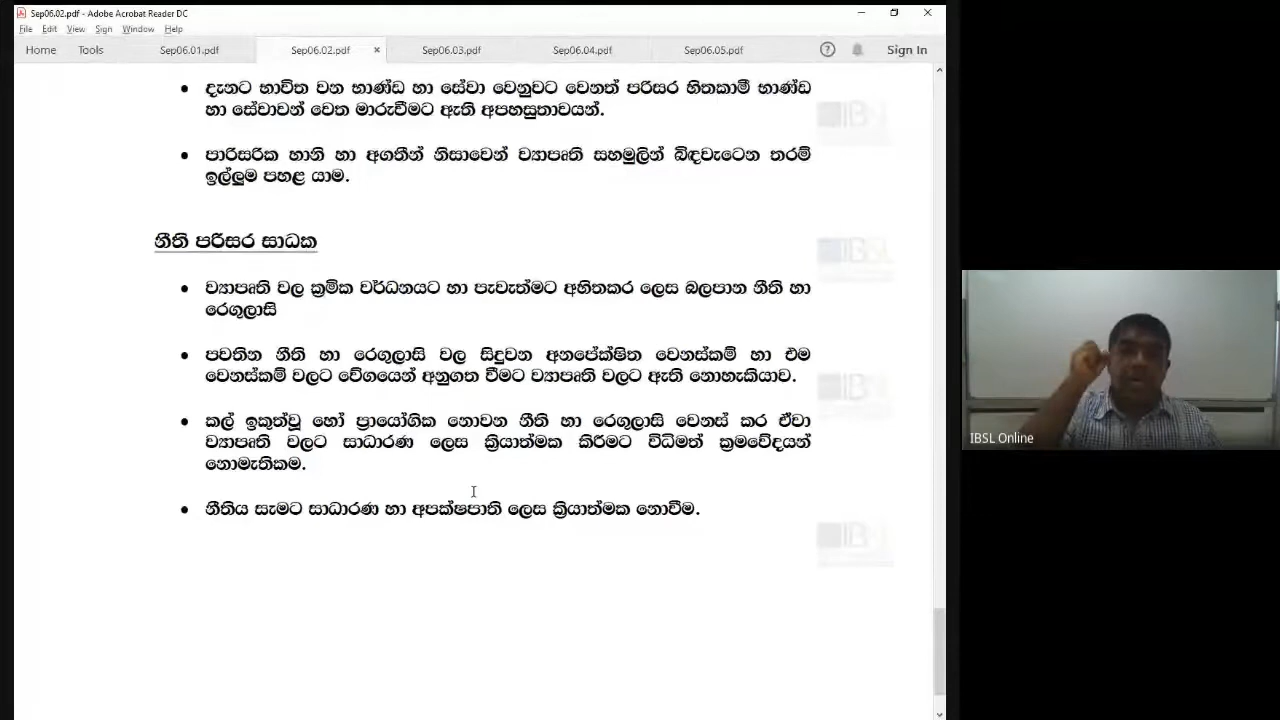 Sep06.02.pdf - Adobe Acrobat Reader DC
File Edit View Sign Window Help
Home Tools Sep06.01.pdf Sep06.02.pdf × Sep06.03.pdf Sep06.04.pdf Sep06.05.pdf Sign In
• දැනට භාවිත වන භාණ්ඩ හා සේවා වෙනුවට වෙනත් පරිසර හිතකාමී භාණ්ඩ
හා සේවාවන් වෙත මාරුවීමට ඇති අපහසුතාවයන්.
• පාරිසරික හානි හා අගතීන් නිසාවෙන් ව්‍යාපෘති සහමුලින් බිඳවැටෙන තරම්
ඉල්ලුම පහළ යාම.
නීති පරිසර සාධක
• ව්‍යාපෘති වල ක්‍රමික වර්ධනයට හා පැවැත්මට අහිතකර ලෙස බලපාන නීති හා
රෙගුලාසි
• පවතින නීති හා රෙගුලාසි වල සිදුවන අනපේක්ෂිත වෙනස්කම් හා එම
වෙනස්කම් වලට වේගයෙන් අනුගත වීමට ව්‍යාපෘති වලට ඇති නොහැකියාව.
• කල් ඉකුත්වූ හෝ ප්‍රායෝගික නොවන නීති හා රෙගුලාසි වෙනස් කර ඒවා
ව්‍යාපෘති වලට සාධාරණ ලෙස ක්‍රියාත්මක කිරීමට විධිමත් ක්‍රමවේදයන්
නොමැතිකම.
• නීතිය සැමට සාධාරණ හා අපක්ෂපාති ලෙස ක්‍රියාත්මක නොවීම.
IBSL Online